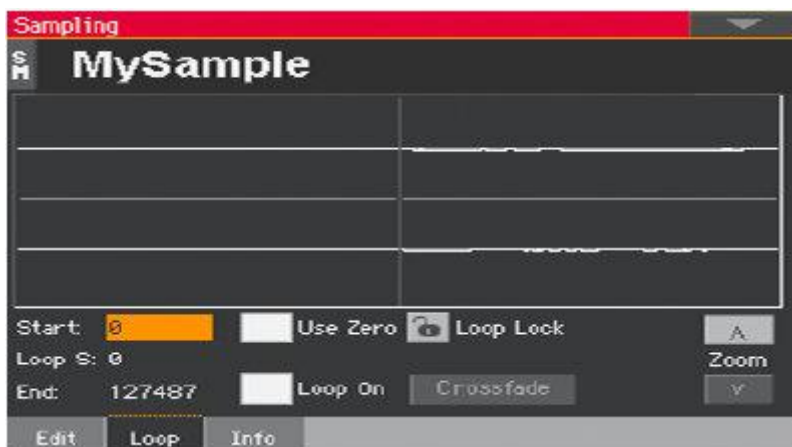 Sampling
SM MySample
Start: 0 Use Zero Loop Lock
Loop S: 0
Zoom
End: 127487 Loop On Crossfade
Edit Loop Info